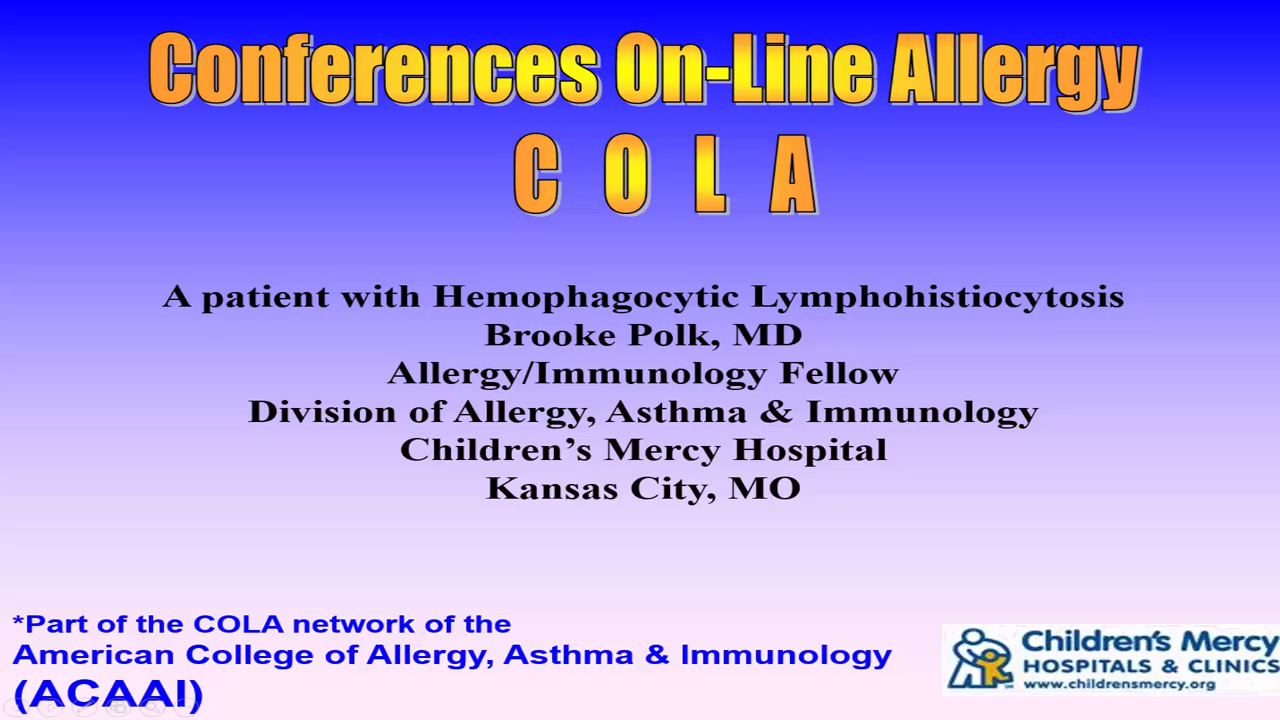 Conferences On-Line Allergy
C O L A
A patient with Hemophagocytic Lymphohistiocytosis
Brooke Polk, MD
Allergy/Immunology Fellow
Division of Allergy, Asthma & Immunology
Children’s Mercy Hospital
Kansas City, MO
*Part of the COLA network of the
American College of Allergy, Asthma & Immunology
(ACAAI)
Children's Mercy
HOSPITALS & CLINICS
www.childrensmercy.org